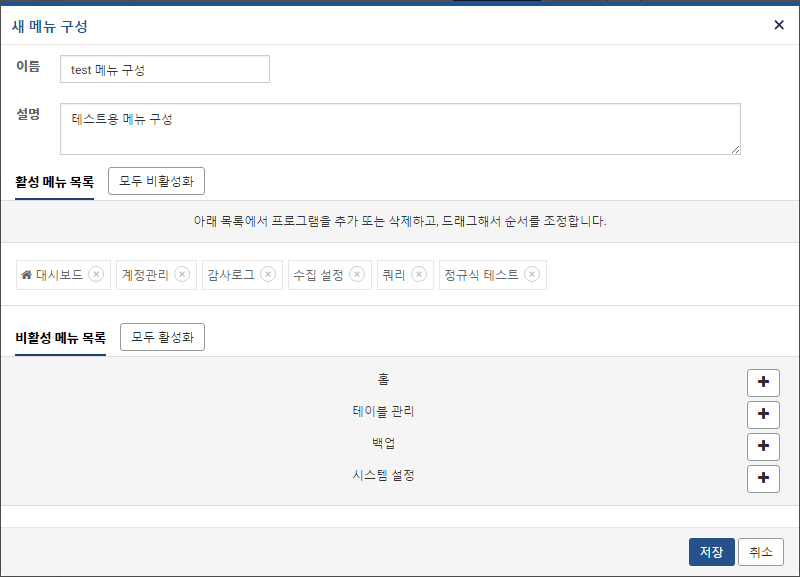 새 메뉴 구성
이름
test 메뉴 구성
설명
테스트용 메뉴 구성
활성 메뉴 목록 모두 비활성화
아래 목록에서 프로그램을 추가 또는 삭제하고, 드래그해서 순서를 조정합니다.
대시보드 계정관리 감사로그 수집 설정 쿼리 정규식 테스트
비활성 메뉴 목록 모두 활성화
홈
테이블 관리
백업
시스템 설정
저장 취소